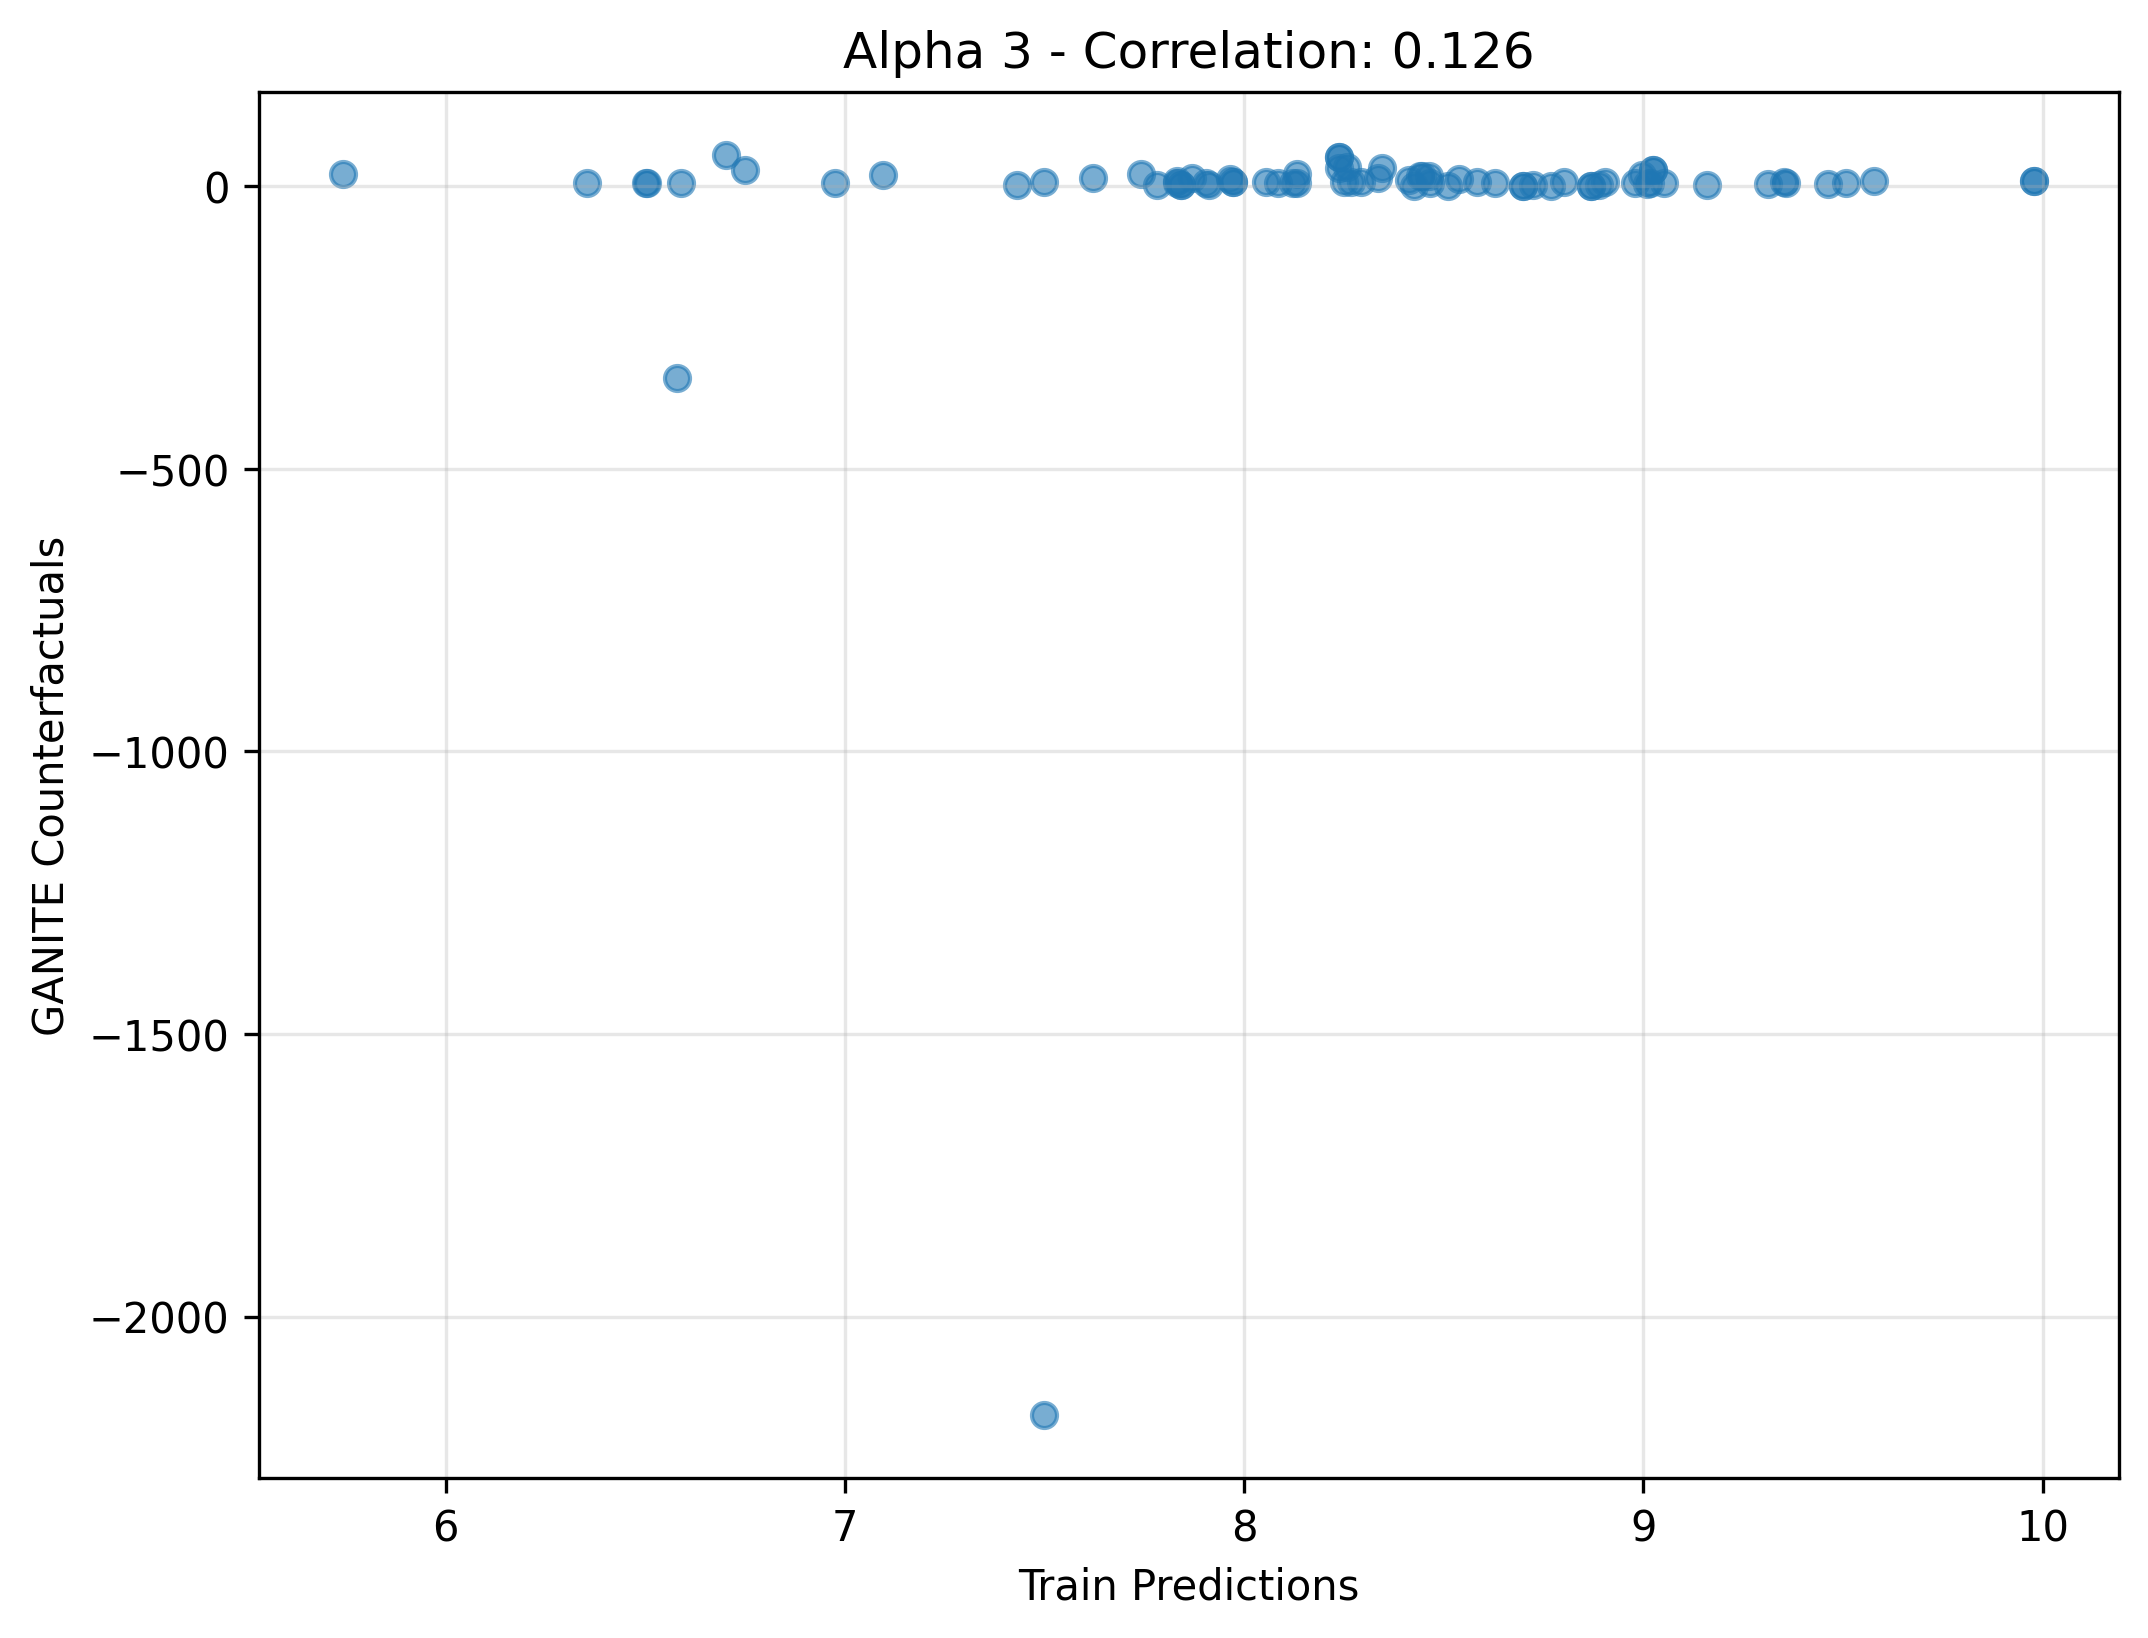 Alpha 3 - Correlation: 0.126
GANITE Counterfactuals
0
−500
−1000
−1500
−2000
6 7 8 9 10
Train Predictions